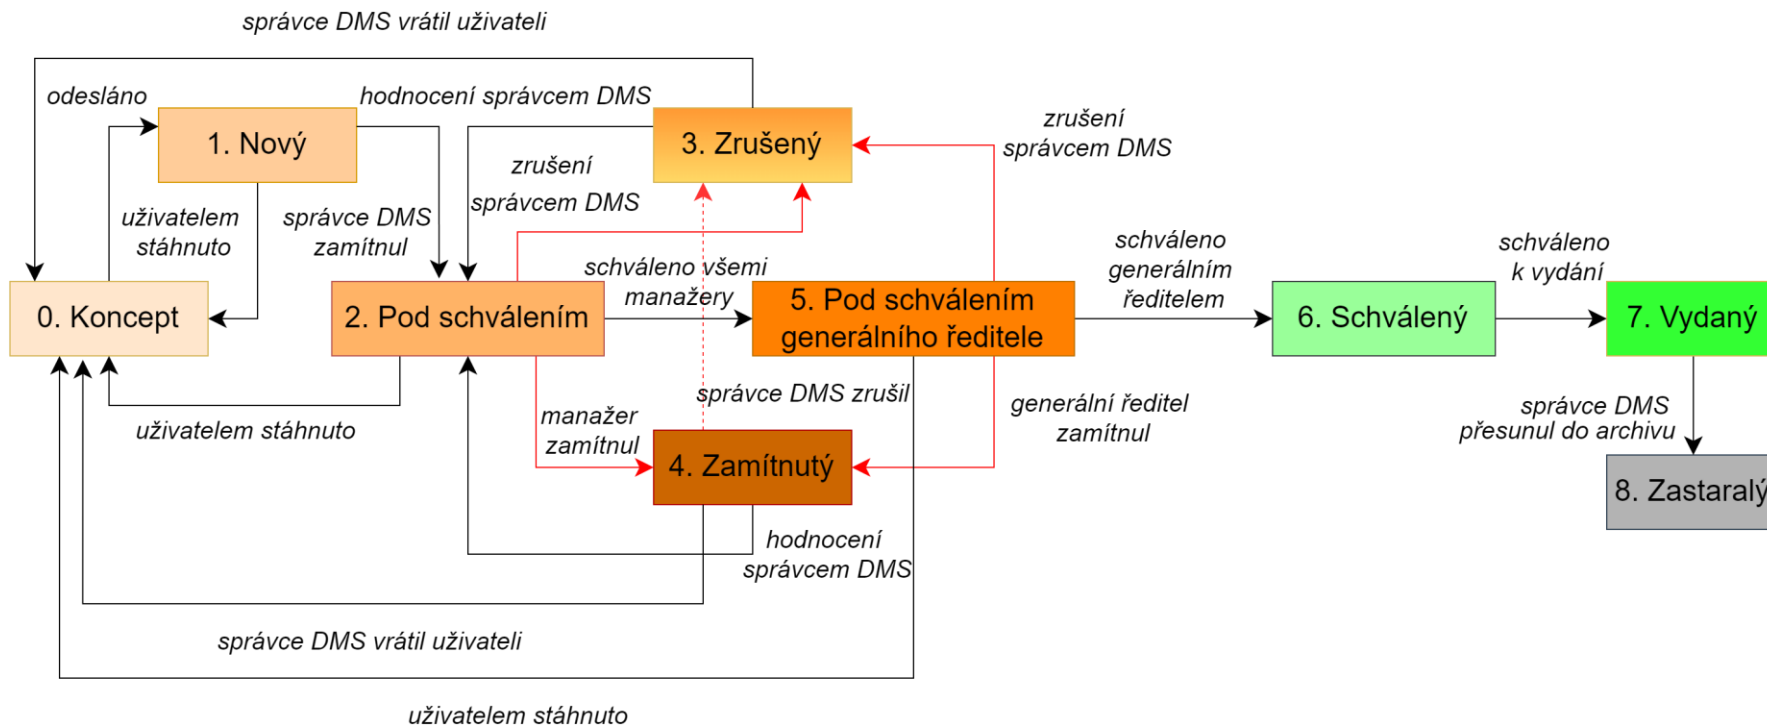 správce DMS vrátil uživateli
odesláno
hodnocení správcem DMS
1. Nový
3. Zrušený
zrušení
správcem DMS
zrušení
správcem DMS
uživatelem
stáhnuto
správce DMS
zamítnul
schváleno všemi
manažery
schváleno
generálním
ředitelem
schváleno
k vydání
0. Koncept
2. Pod schválením
5. Pod schválením
generálního ředitele
6. Schválený
7. Vydaný
uživatelem stáhnuto
manažer
zamítnul
správce DMS zrušil
generální ředitel
zamítnul
správce DMS
přesunul do archivu
4. Zamítnutý
8. Zastaralý
hodnocení
správcem DMS
správce DMS vrátil uživateli
uživatelem stáhnuto